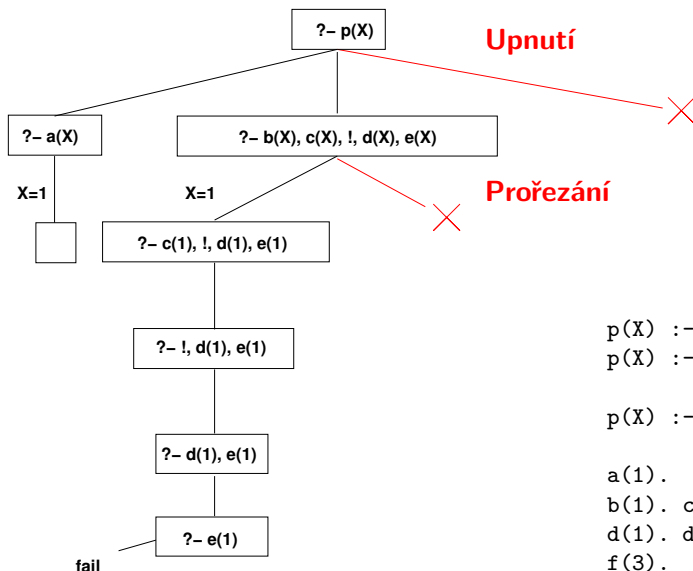 ?– p(X)
Upnutí
?– a(X)
?– b(X), c(X), !, d(X), e(X)
X=1
X=1
Prořezání
?– c(1), !, d(1), e(1)
?– !, d(1), e(1)
?– d(1), e(1)
?– e(1)
fail
p(X) :–
p(X) :–
p(X) :–
a(1).
b(1). c
d(1). d
f(3).